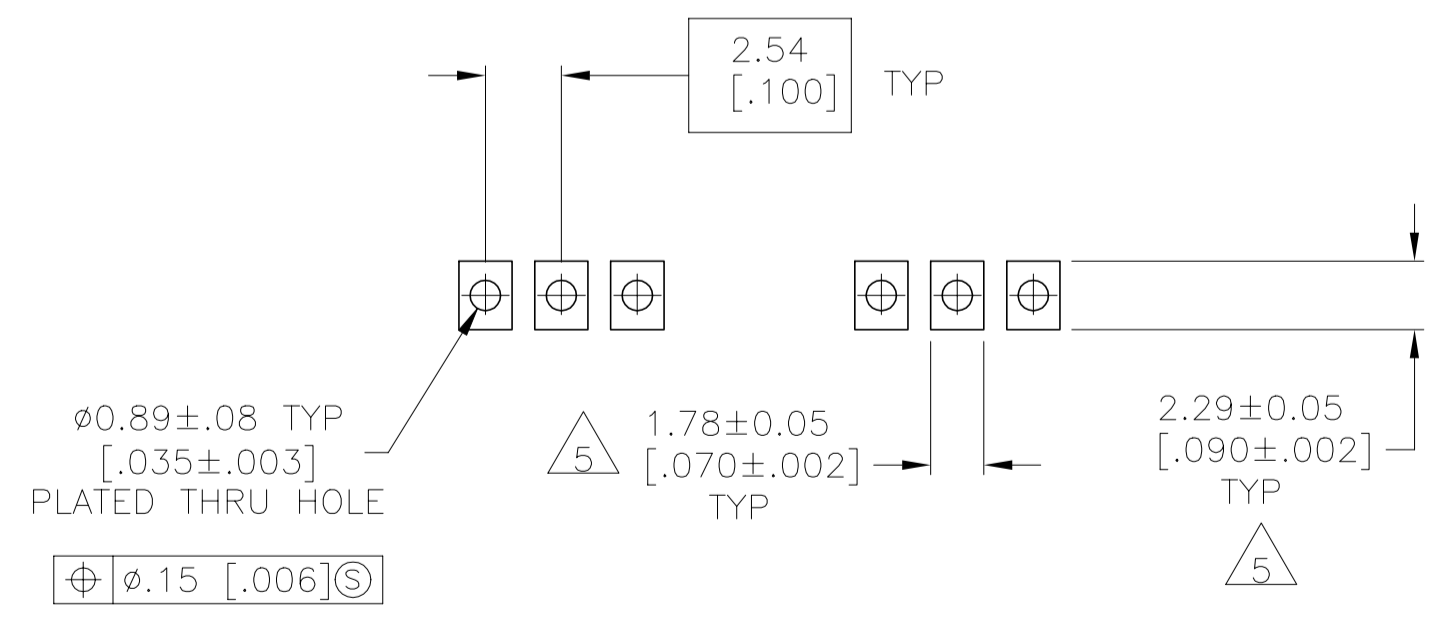 2.54
[.100]
TYP
⌀0.89±.08 TYP
[.035±.003]
PLATED THRU HOLE
⌖ ⌀.15 [.006]Ⓢ
5
1.78±0.05
[.070±.002]
TYP
2.29±0.05
[.090±.002]
TYP
5